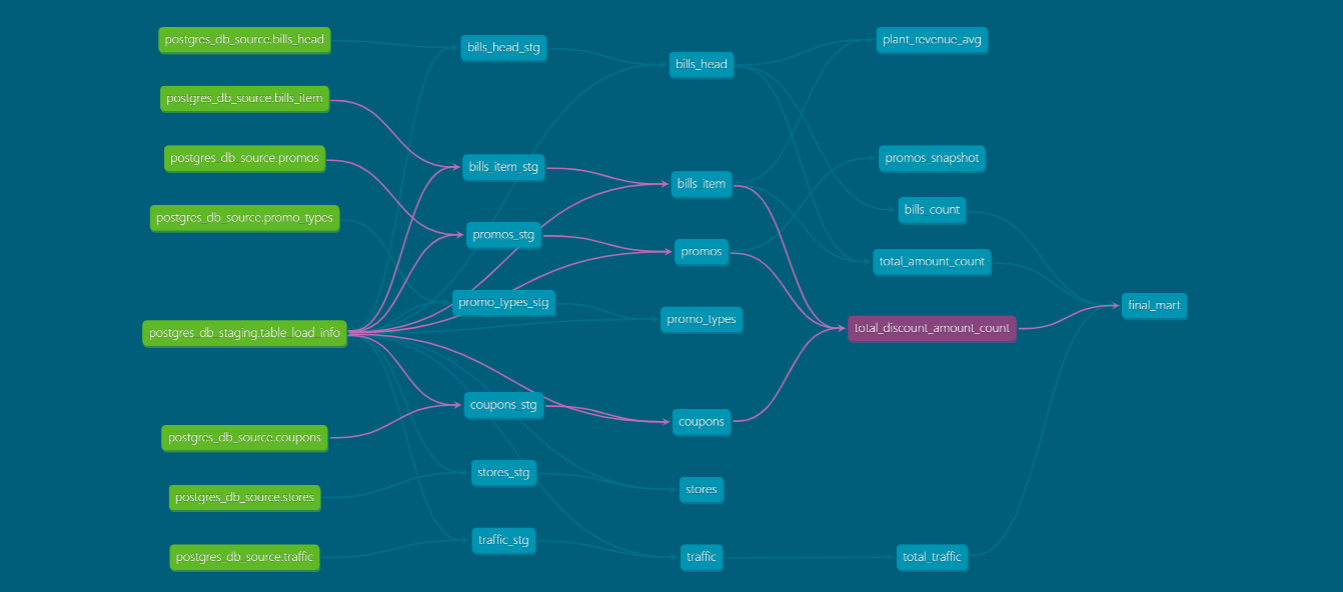 postgres_db_source.bills_head
postgres_db_source.bills_item
postgres_db_source.promos
postgres_db_source.promo_types
postgres_db_staging.table_load_info
postgres_db_source.coupons
postgres_db_source.stores
postgres_db_source.traffic
bills_head_stg
bills_item_stg
promos_stg
promo_types_stg
coupons_stg
stores_stg
traffic_stg
bills_head
bills_item
promos
promo_types
coupons
stores
traffic
plant_revenue_avg
promos_snapshot
bills_count
total_amount_count
total_discount_amount_count
total_traffic
final_mart